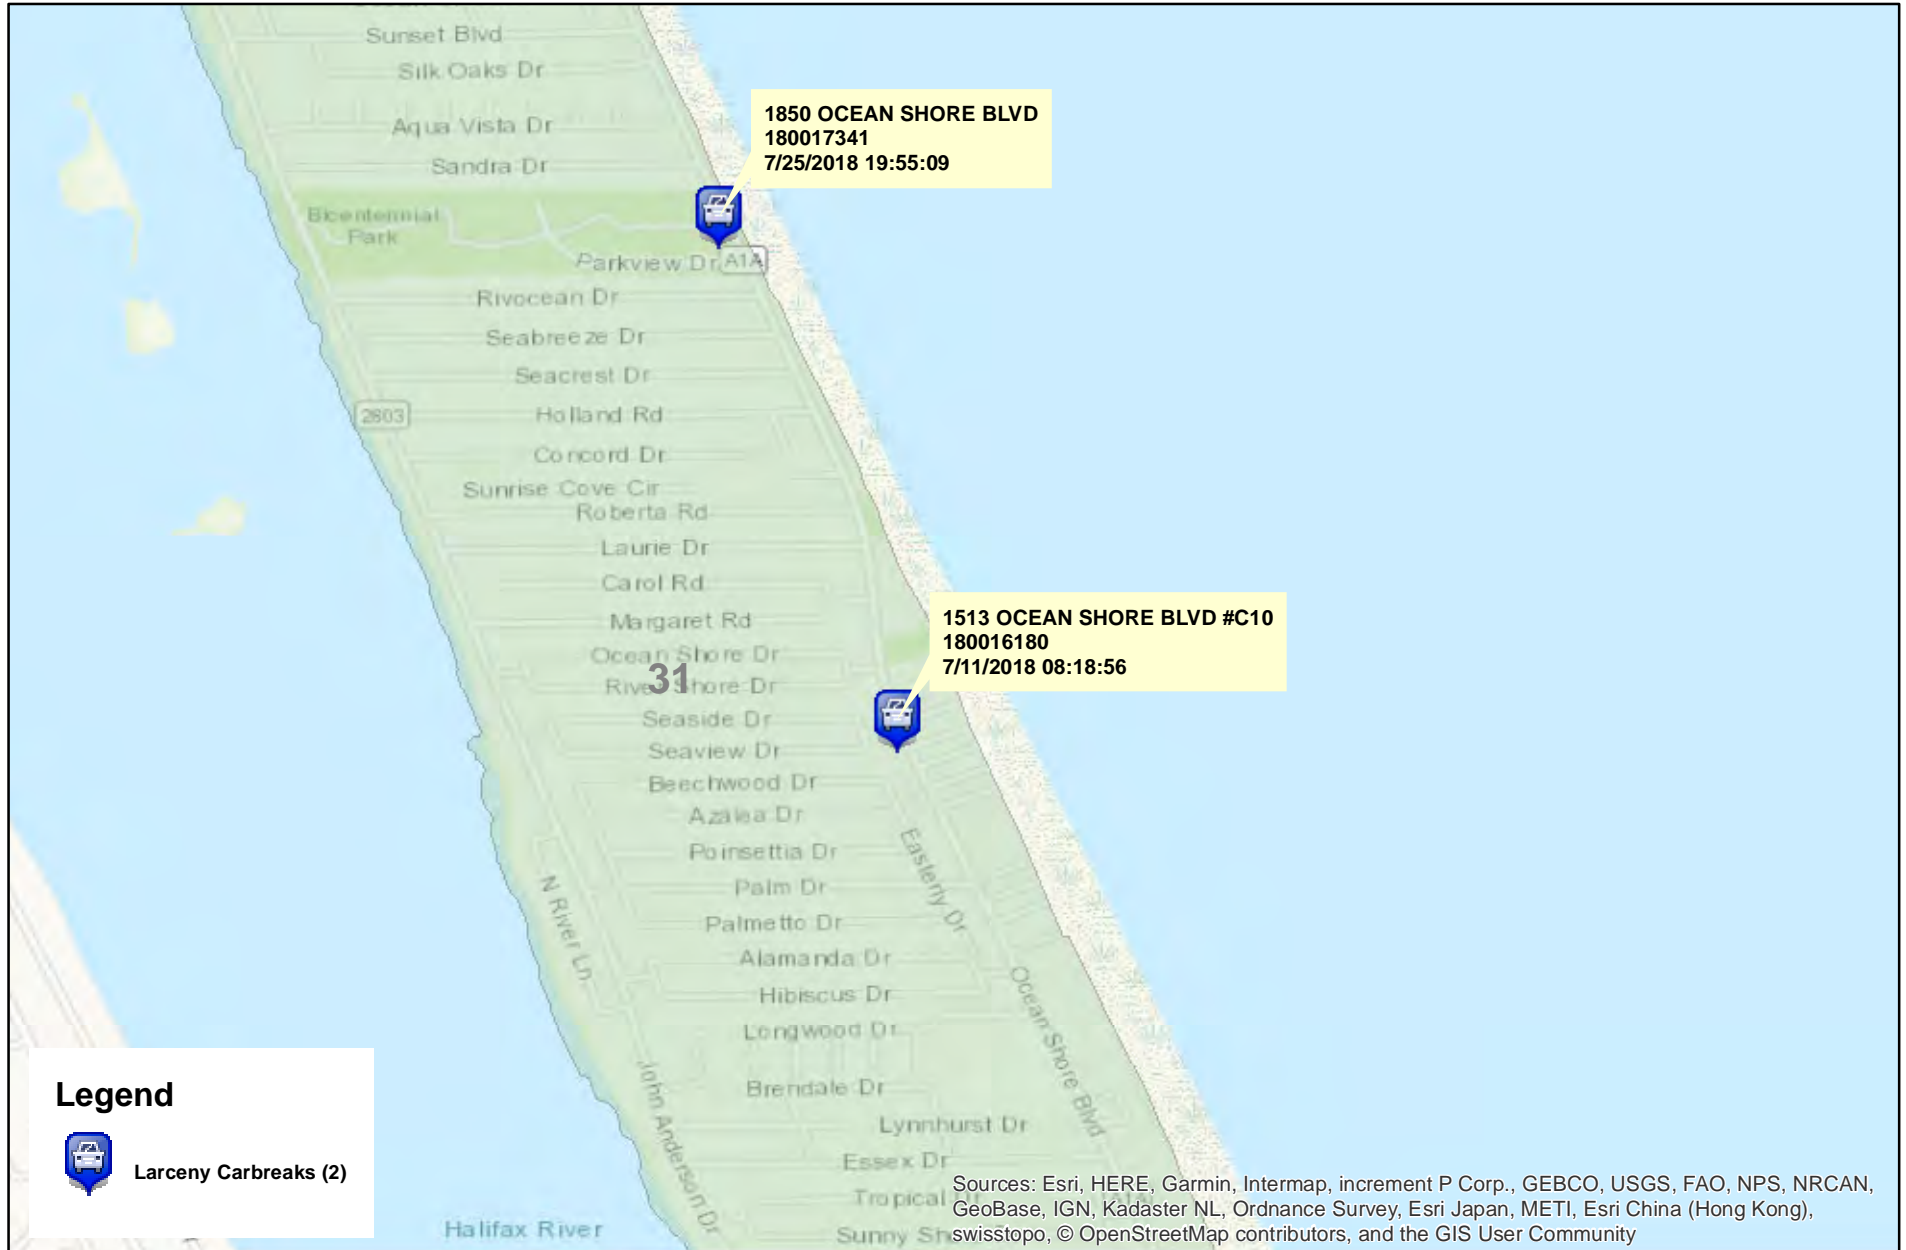 Sunset Blvd
Silk Oaks Dr
1850 OCEAN SHORE BLVD
180017341
7/25/2018 19:55:09
Aqua Vista Dr
Sandra Dr
Bicentennial
Park
Parkview Dr
A1A
Rivocean Dr
Seabreeze Dr
Seacrest Dr
2803
Holland Rd
Concord Dr
Sunrise Cove Cir
Roberta Rd
Laurie Dr
Carol Rd
1513 OCEAN SHORE BLVD #C10
180016180
7/11/2018 08:18:56
Margaret Rd
Ocean Shore Dr
31
River Shore Dr
Seaside Dr
Seaview Dr
Beechwood Dr
Azalea Dr
Easterly Dr
Poinsettia Dr
Palm Dr
N River Ln
Palmetto Dr
Alamanda Dr
Hibiscus Dr
Ocean Shore Blvd
Longwood Dr
John Anderson Dr
Brendale Dr
Lynnhurst Dr
Essex Dr
Tropical Dr
Halifax River
Legend
Larceny Carbreaks (2)
Sources: Esri, HERE, Garmin, Intermap, increment P Corp., GEBCO, USGS, FAO, NPS, NRCAN,
GeoBase, IGN, Kadaster NL, Ordnance Survey, Esri Japan, METI, Esri China (Hong Kong),
Sunny
swisstopo, © OpenStreetMap contributors, and the GIS User Community